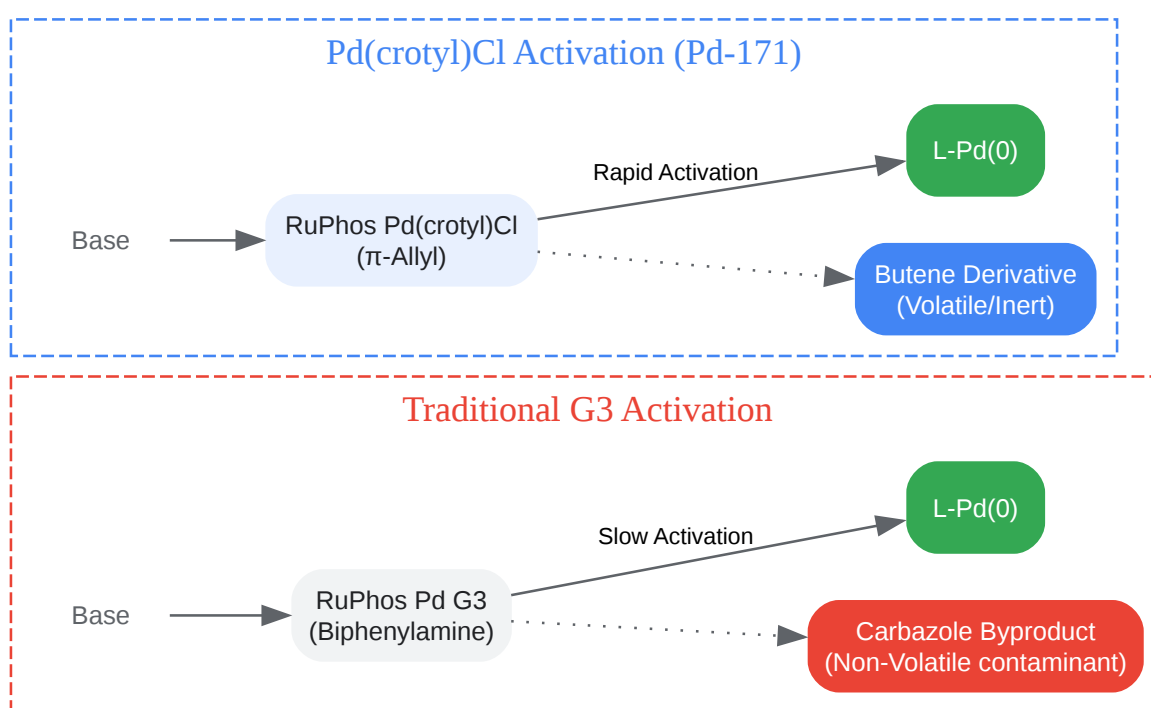 Pd(crotyl)Cl Activation (Pd-171)
L-Pd(0)
Rapid Activation
Base
RuPhos Pd(crotyl)Cl
(π-Allyl)
Butene Derivative
(Volatile/Inert)
Traditional G3 Activation
L-Pd(0)
Slow Activation
Base
RuPhos Pd G3
(Biphenylamine)
Carbazole Byproduct
(Non-Volatile contaminant)